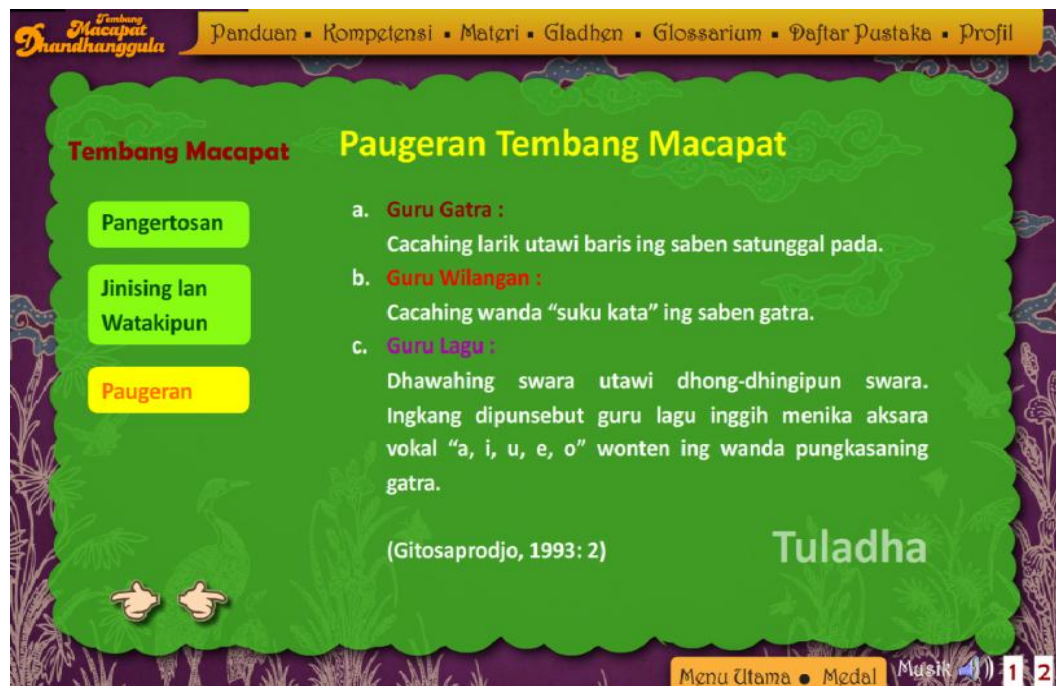 Tembang
Macapat
Dhandhanggula
Panduan ▪ Kompetensi ▪ Materi ▪ Gladhen ▪ Glossarium ▪ Daftar Pustaka ▪ Profil
Tembang Macapat
Pangertosan
Jinising lan
Watakipun
Paugeran
Paugeran Tembang Macapat
a. Guru Gatra :
Cacahing larik utawi baris ing saben satunggal pada.
b. Guru Wilangan :
Cacahing wanda “suku kata” ing saben gatra.
c. Guru Lagu :
Dhawahing swara utawi dhong-dhingipun swara.
Ingkang dipunsebut guru lagu inggih menika aksara
vokal “a, i, u, e, o” wonten ing wanda pungkasaning
gatra.
(Gitosaprodjo, 1993: 2)
Tuladha
Menu Utama ● Medal
Musik
1 2